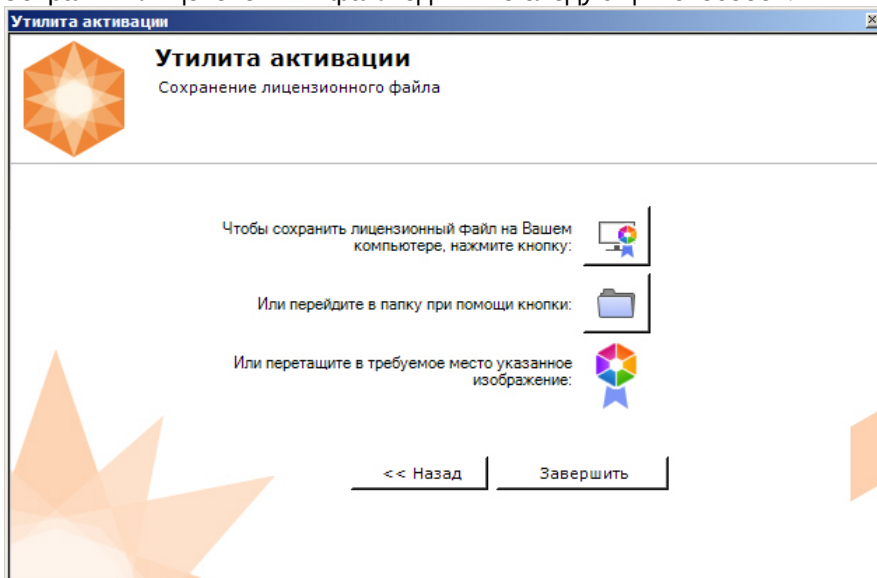 Утилита активации
Утилита активации
Сохранение лицензионного файла
Чтобы сохранить лицензионный файл на Вашем
компьютере, нажмите кнопку:
Или перейдите в папку при помощи кнопки:
Или перетащите в требуемое место указанное
изображение:
<< Назад
Завершить